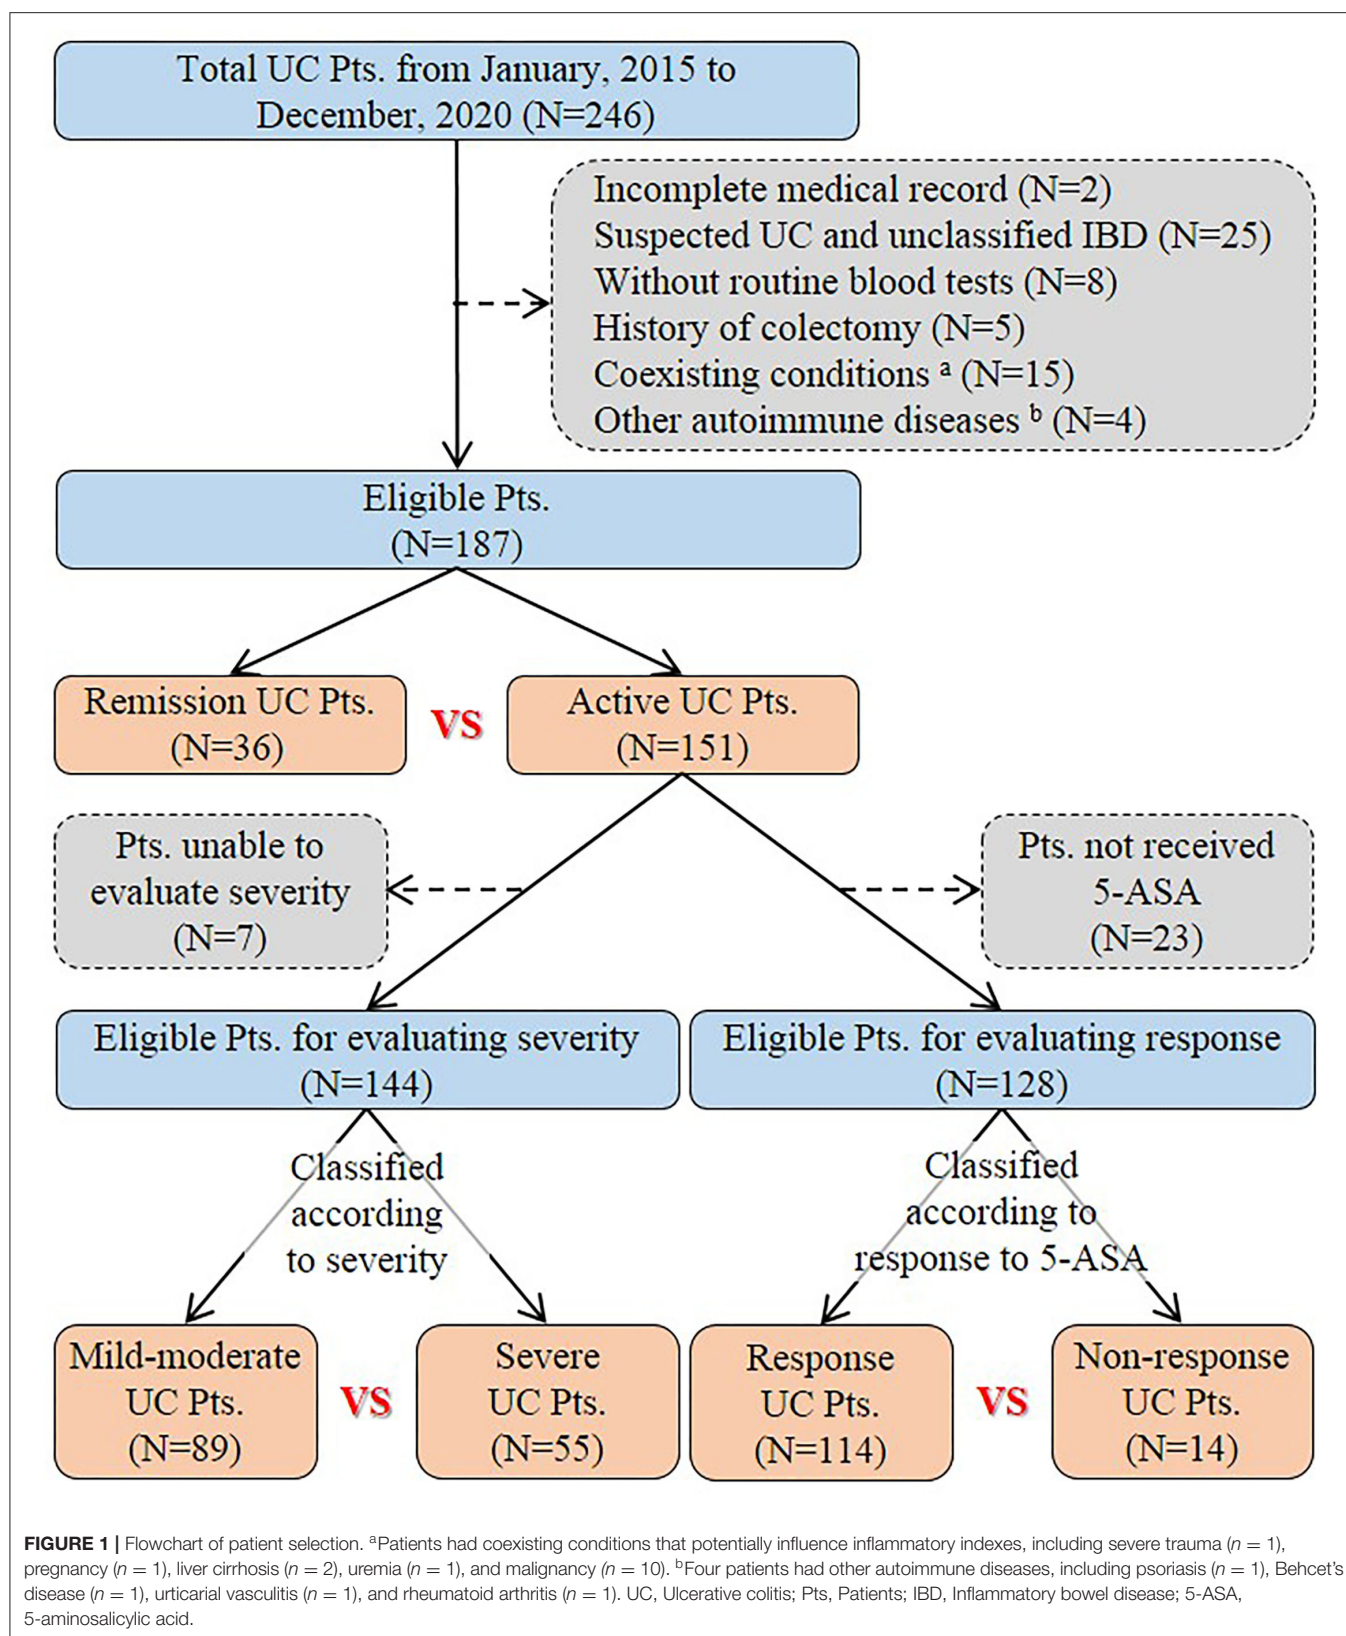 Total UC Pts. from January, 2015 to
December, 2020 (N=246)
Incomplete medical record (N=2)
Suspected UC and unclassified IBD (N=25)
Without routine blood tests (N=8)
History of colectomy (N=5)
Coexisting conditions a (N=15)
Other autoimmune diseases b (N=4)
Eligible Pts.
(N=187)
Remission UC Pts.
(N=36)
VS
Active UC Pts.
(N=151)
Pts. unable to
evaluate severity
(N=7)
Pts. not received
5-ASA
(N=23)
Eligible Pts. for evaluating severity
(N=144)
Eligible Pts. for evaluating response
(N=128)
Classified
according
to severity
Classified
according to
response to 5-ASA
Mild-moderate
UC Pts.
(N=89)
VS
Severe
UC Pts.
(N=55)
Response
UC Pts.
(N=114)
VS
Non-response
UC Pts.
(N=14)
FIGURE 1 | Flowchart of patient selection. aPatients had coexisting conditions that potentially influence inflammatory indexes, including severe trauma (n = 1),
pregnancy (n = 1), liver cirrhosis (n = 2), uremia (n = 1), and malignancy (n = 10). bFour patients had other autoimmune diseases, including psoriasis (n = 1), Behcet's
disease (n = 1), urticarial vasculitis (n = 1), and rheumatoid arthritis (n = 1). UC, Ulcerative colitis; Pts, Patients; IBD, Inflammatory bowel disease; 5-ASA,
5-aminosalicylic acid.